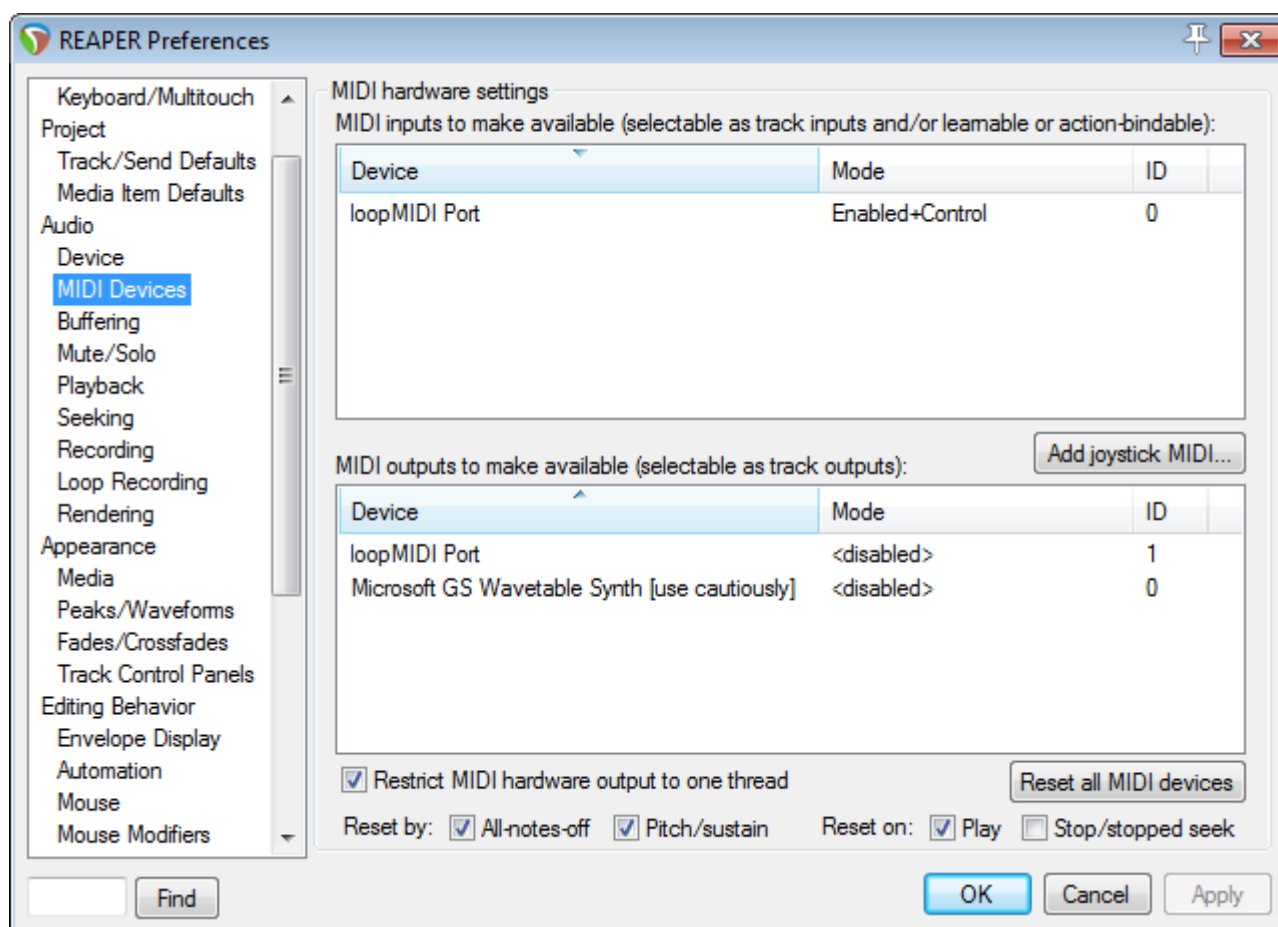 REAPER Preferences
Keyboard/Multitouch
Project
Track/Send Defaults
Media Item Defaults
Audio
Device
MIDI Devices
Buffering
Mute/Solo
Playback
Seeking
Recording
Loop Recording
Rendering
Appearance
Media
Peaks/Waveforms
Fades/Crossfades
Track Control Panels
Editing Behavior
Envelope Display
Automation
Mouse
Mouse Modifiers
Find
MIDI hardware settings
MIDI inputs to make available (selectable as track inputs and/or learnable or action-bindable):
Device Mode ID
loopMIDI Port Enabled+Control 0
Add joystick MIDI...
MIDI outputs to make available (selectable as track outputs):
Device Mode ID
loopMIDI Port <disabled> 1
Microsoft GS Wavetable Synth [use cautiously] <disabled> 0
Restrict MIDI hardware output to one thread
Reset all MIDI devices
Reset by: All-notes-off Pitch/sustain Reset on: Play Stop/stopped seek
OK Cancel Apply